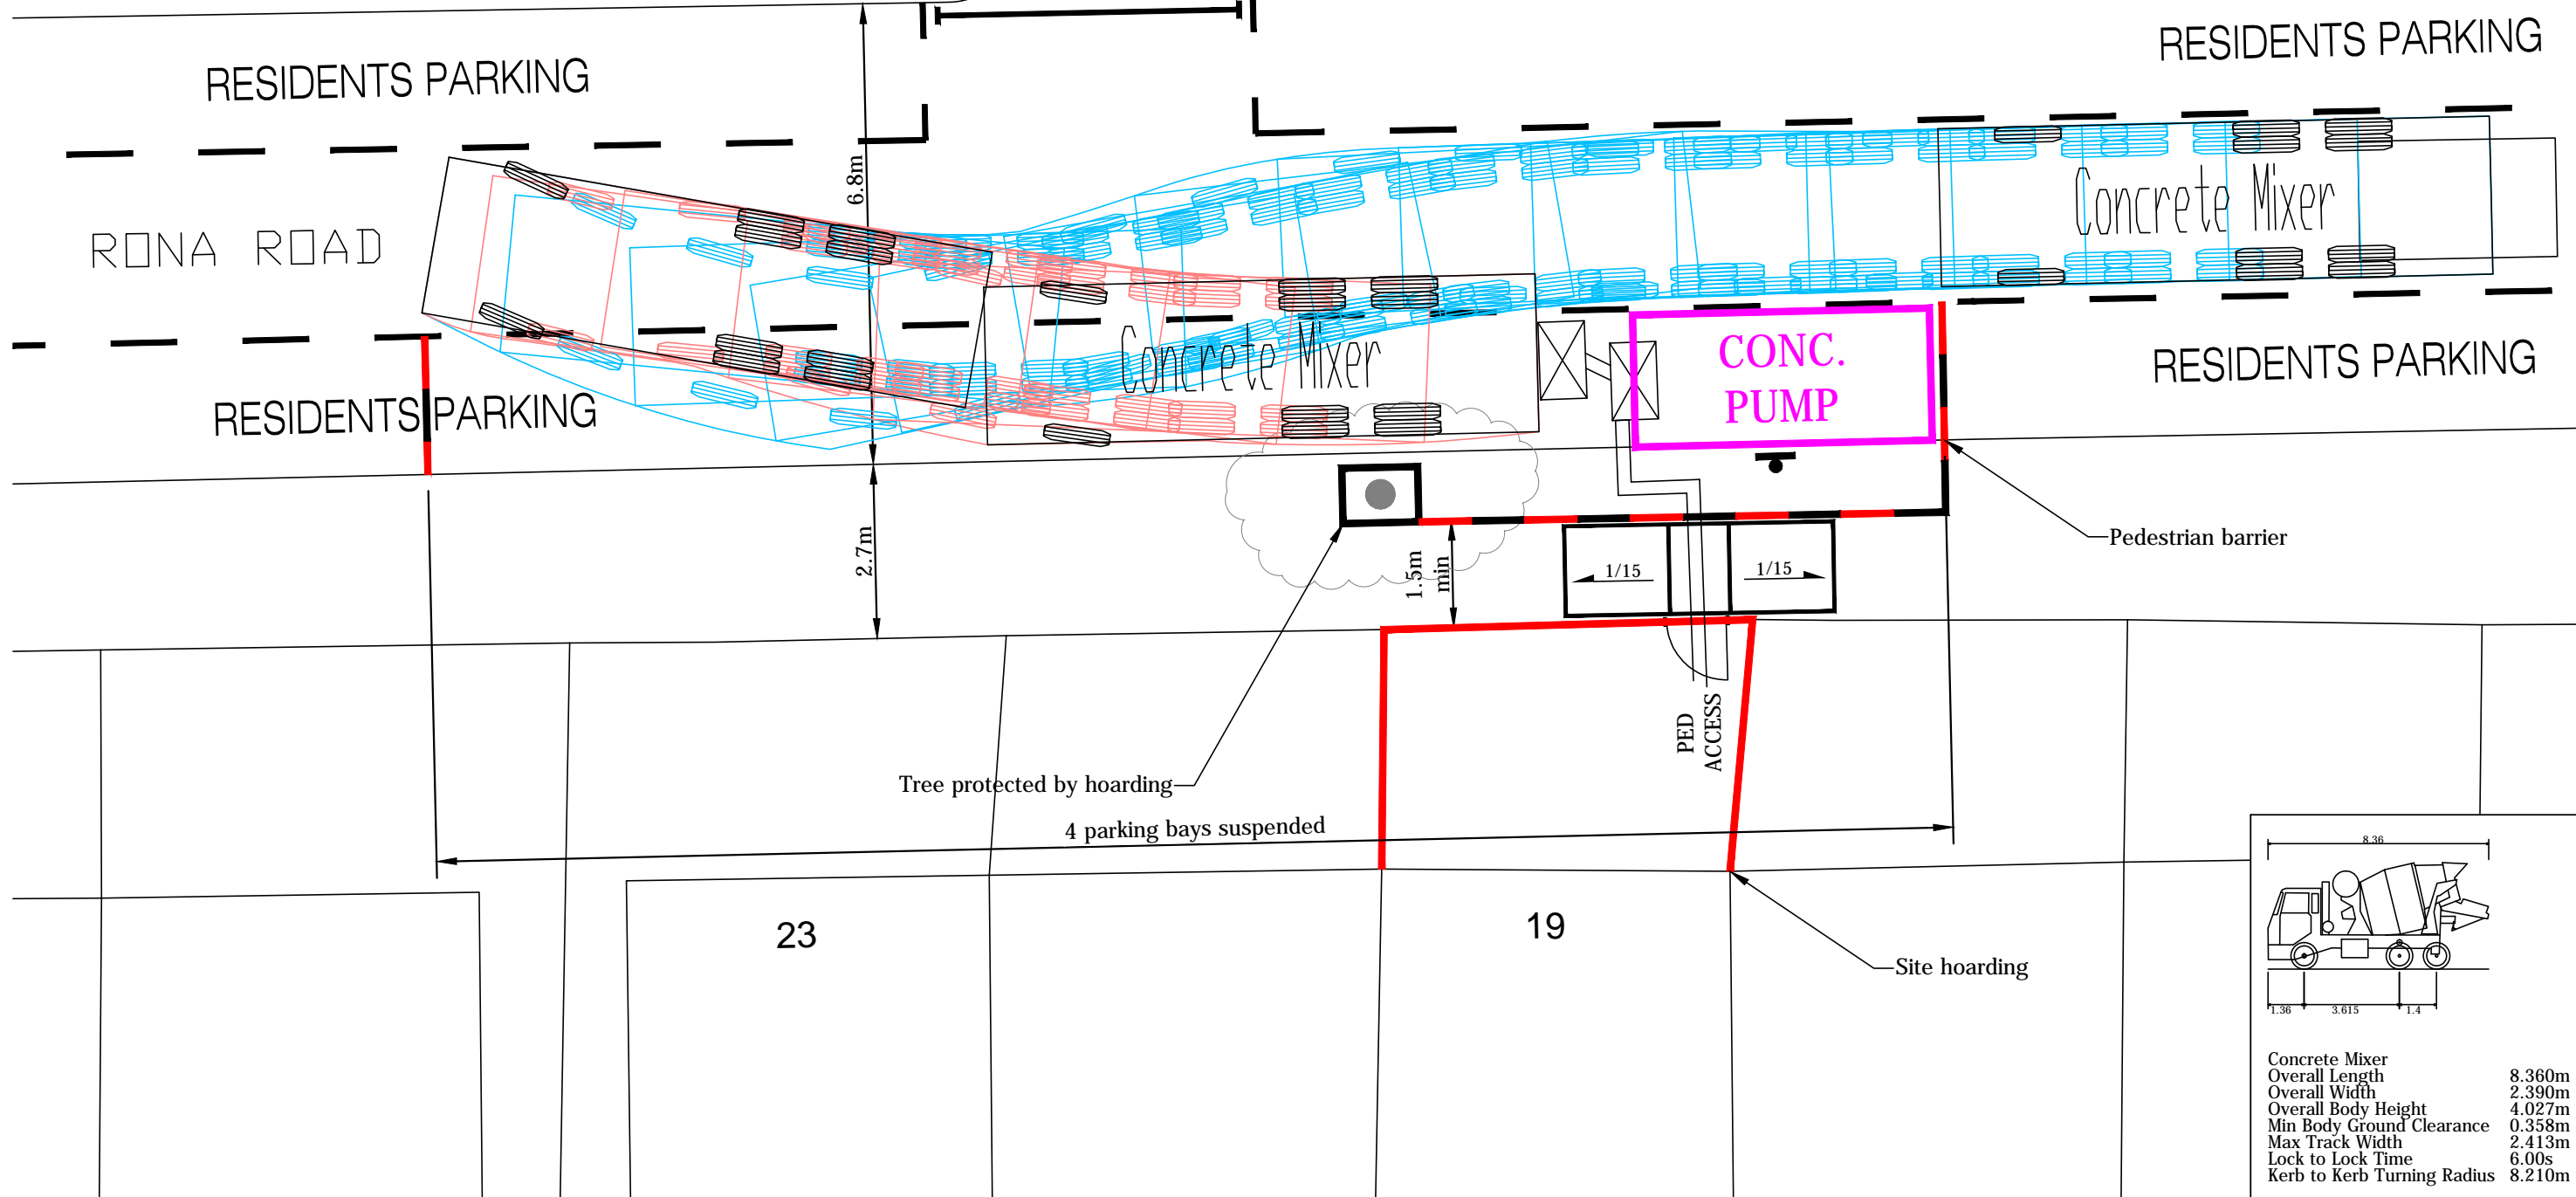 RESIDENTS PARKING
RESIDENTS PARKING
6.8m
RONA ROAD
Concrete Mixer
Concrete Mixer
CONC.
PUMP
RESIDENTS PARKING
RESIDENTS PARKING
2.7m
1.5m
min
1/15
1/15
Pedestrian barrier
PED
ACCESS
Tree protected by hoarding
4 parking bays suspended
23
19
Site hoarding
8.36
1.36
3.615
1.4
Concrete Mixer
Overall Length 8.360m
Overall Width 2.390m
Overall Body Height 4.027m
Min Body Ground Clearance 0.358m
Max Track Width 2.413m
Lock to Lock Time 6.00s
Kerb to Kerb Turning Radius 8.210m